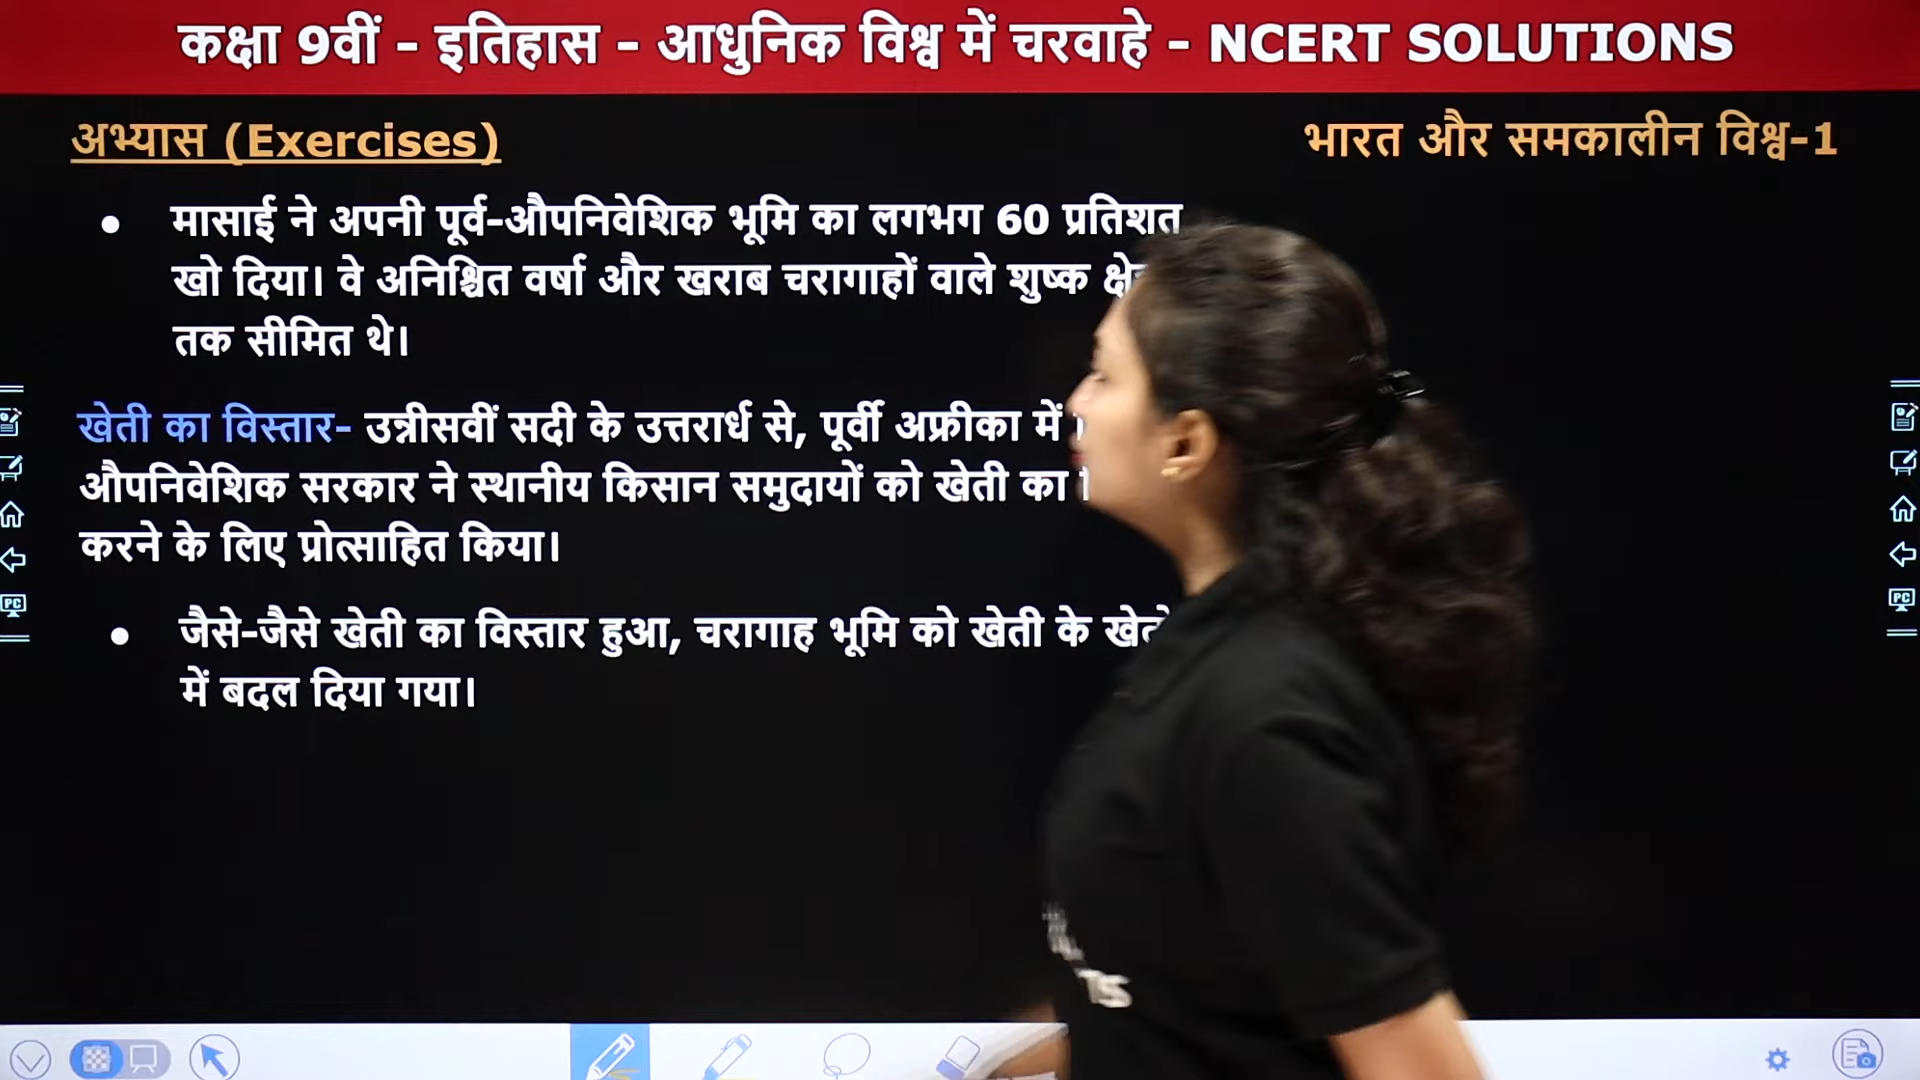 कक्षा 9वीं - इतिहास - आधुनिक विश्व में चरवाहे - NCERT SOLUTIONS
अभ्यास (Exercises)
भारत और समकालीन विश्व-1
• मासाई ने अपनी पूर्व-औपनिवेशिक भूमि का लगभग 60 प्रतिशत
खो दिया। वे अनिश्चित वर्षा और खराब चरागाहों वाले शुष्क
तक सीमित थे।
खेती का विस्तार- उन्नीसवीं सदी के उत्तरार्ध से, पूर्वी अफ्रीका में
औपनिवेशिक सरकार ने स्थानीय किसान समुदायों को खेती का
करने के लिए प्रोत्साहित किया।
• जैसे-जैसे खेती का विस्तार हुआ, चरागाह भूमि को खेती के
में बदल दिया गया।
PC
PC